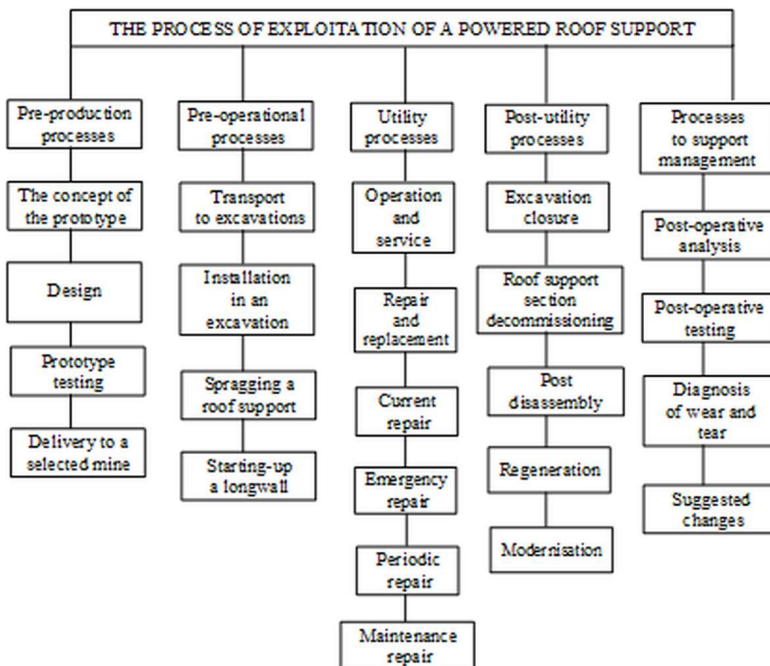 THE PROCESS OF EXPLOITATION OF A POWERED ROOF SUPPORT
Pre-production
processes
The concept of
the prototype
Design
Prototype
testing
Delivery to a
selected mine
Pre-operational
processes
Transport
to excavations
Installation
in an
excavation
Spragging a
roof support
Starting-up
a longwall
Utility
processes
Operation
and
service
Repair
and
replacement
Current
repair
Emergency
repair
Periodic
repair
Maintenance
repair
Post-utility
processes
Excavation
closure
Roof support
section
decommissioning
Post
disassembly
Regeneration
Modernisation
Processes
to support
management
Post-operative
analysis
Post-operative
testing
Diagnosis
of wear and
tear
Suggested
changes